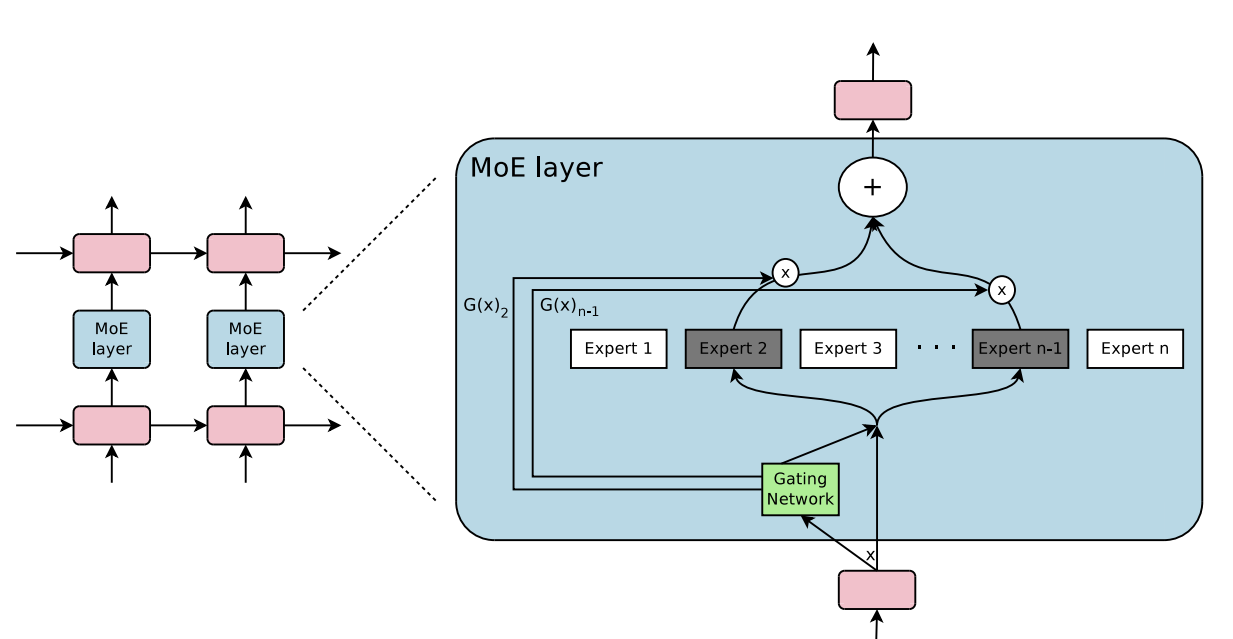 MoE layer
+
x
x
G(x)2
G(x)n-1
MoE
layer
MoE
layer
Expert 1
Expert 2
Expert 3
. . .
Expert n-1
Expert n
Gating
Network
x